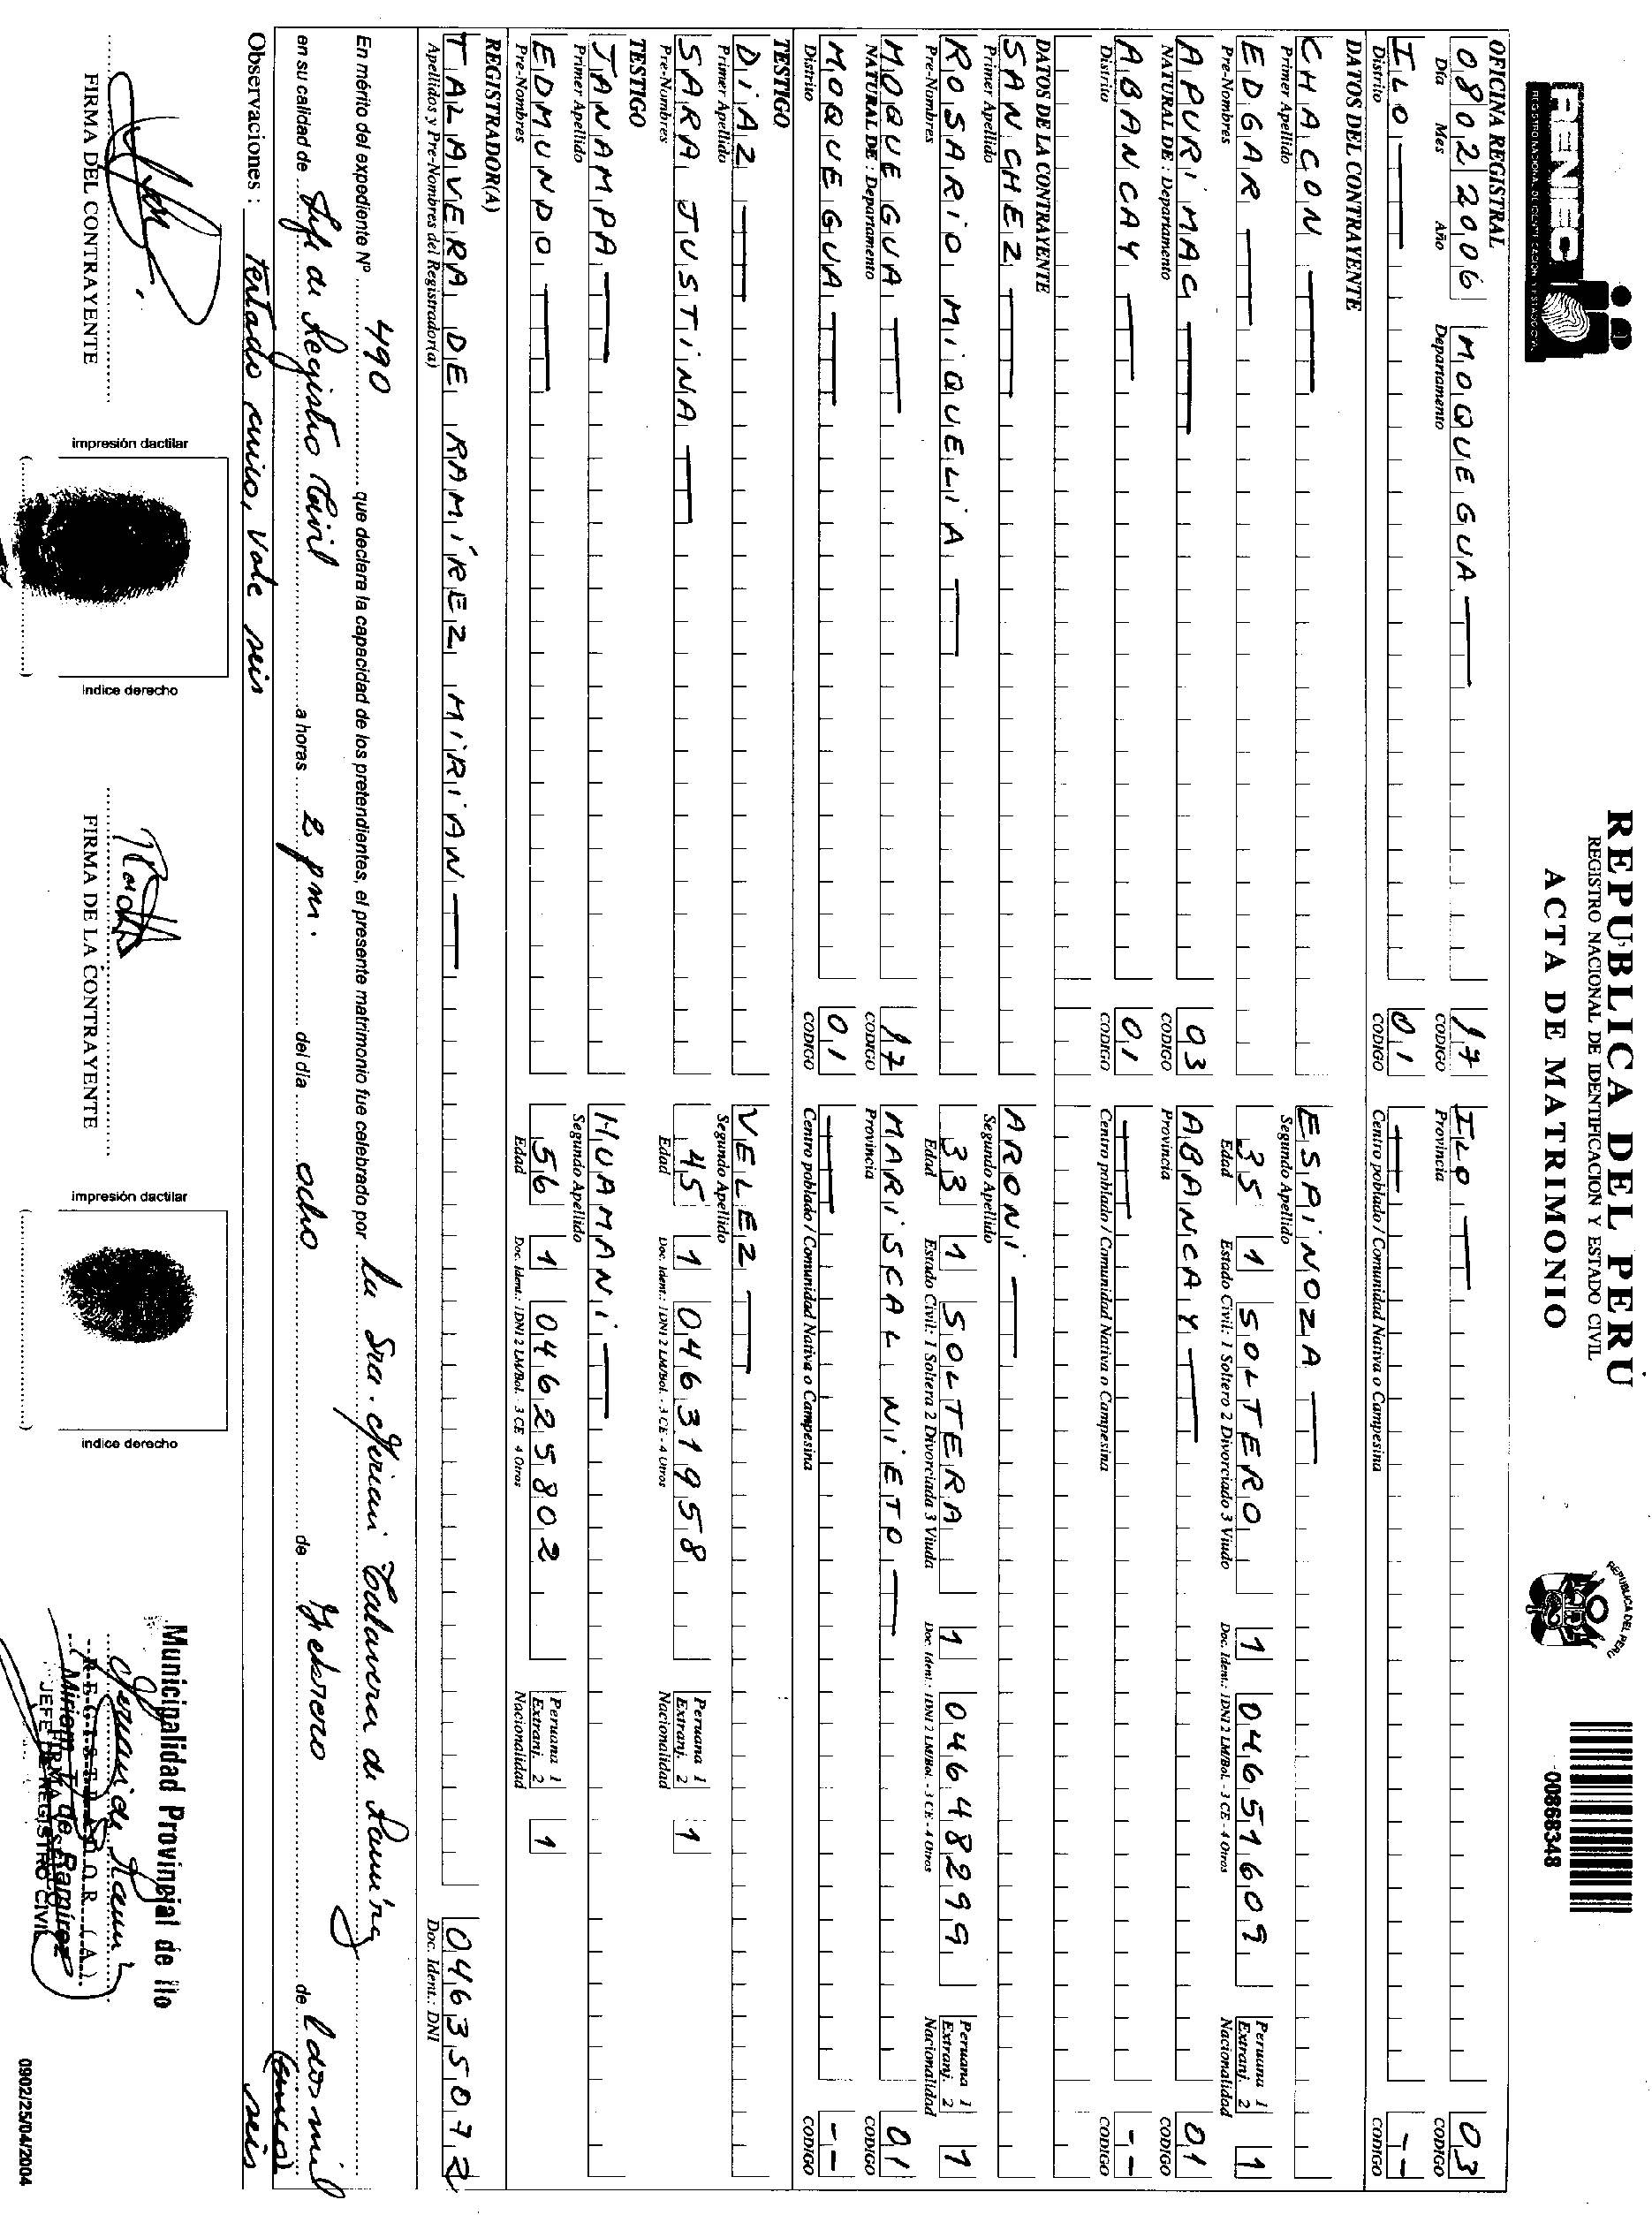 RENIEC
REGISTRO NACIONAL DE IDENTIFICACION Y ESTADO CIVIL
REPUBLICA DEL PERÚ
REGISTRO NACIONAL DE IDENTIFICACION Y ESTADO CIVIL
ACTA DE MATRIMONIO
REPUBLICA DEL PERU
00868348
OFICINA REGISTRAL
08 02 2006 MOQUEGUA 17 ILO 03
Día Mes Año Departamento CODIGO Provincia CODIGO
ILO 01 --
Distrito CODIGO Centro poblado / Comunidad Nativa o Campesina CODIGO
DATOS DEL CONTRAYENTE
CHACON ESPINOZA
Primer Apellido Segundo Apellido
EDGAR 35 1 SOLTERO 1 04651609 Peruana 1 Extranj. 2 1
Pre-Nombres Edad Estado Civil: 1 Soltero 2 Divorciado 3 Viudo Doc. Ident.: 1DNI 2 LM/Bol. - 3 CE - 4 Otros Nacionalidad
APURIMAC 03 ABANCAY 01
NATURAL DE : Departamento CODIGO Provincia CODIGO
ABANCAY 01 --
Distrito CODIGO Centro poblado / Comunidad Nativa o Campesina CODIGO
DATOS DE LA CONTRAYENTE
SANCHEZ ARONI
Primer Apellido Segundo Apellido
ROSARIO MIQUELIA 33 1 SOLTERA 1 04648299 Peruana 1 Extranj. 2 1
Pre-Nombres Edad Estado Civil: 1 Soltera 2 Divorciada 3 Viuda Doc. Ident.: 1DNI 2 LM/Bol. - 3 CE - 4 Otros Nacionalidad
MOQUEGUA 17 MARISCAL NIETO 01
NATURAL DE : Departamento CODIGO Provincia CODIGO
MOQUEGUA 01 --
Distrito CODIGO Centro poblado / Comunidad Nativa o Campesina CODIGO
TESTIGO
DIAZ VELEZ
Primer Apellido Segundo Apellido
SARA JUSTINA 45 1 04631958 Peruana 1 Extranj. 2 1
Pre-Nombres Edad Doc. Ident.: 1DNI 2 LM/Bol. - 3 CE - 4 Otros Nacionalidad
TESTIGO
JANAMPA HUAMANI
Primer Apellido Segundo Apellido
EDMUNDO 56 1 04625802 Peruana 1 Extranj. 2 1
Pre-Nombres Edad Doc. Ident.: 1DNI 2 LM/Bol. 3 CE 4 Otros Nacionalidad
REGISTRADOR(A)
TALAVERA DE RAMÍREZ MIRIAN 04635072
Apellidos y Pre-Nombres del Registrador(a) Doc. Ident.: DNI
En mérito del expediente Nº 490 que declara la capacidad de los pretendientes, el presente matrimonio fue celebrado por La Sra. Miriam Talavera de Ramírez
en su calidad de Jefe de Registro Civil a horas 2 pm. del día ocho de Febrero de dos mil (cinco) seis
Observaciones : Testado cinco, Vale seis
FIRMA DEL CONTRAYENTE
impresión dactilar
indice derecho
FIRMA DE LA CONTRAYENTE
impresión dactilar
indice derecho
Municipalidad Provincial de Ilo
REGISTRADOR (A)
Miriam T. de Ramirez
FIRMA Y SELLO
JEFE DE REGISTRO CIVIL
0902/25/04/2004